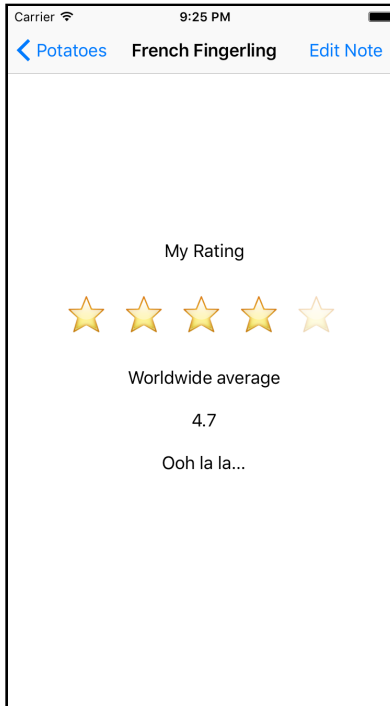 Carrier 9:25 PM
Potatoes French Fingerling Edit Note
My Rating
Worldwide average
4.7
Ooh la la...